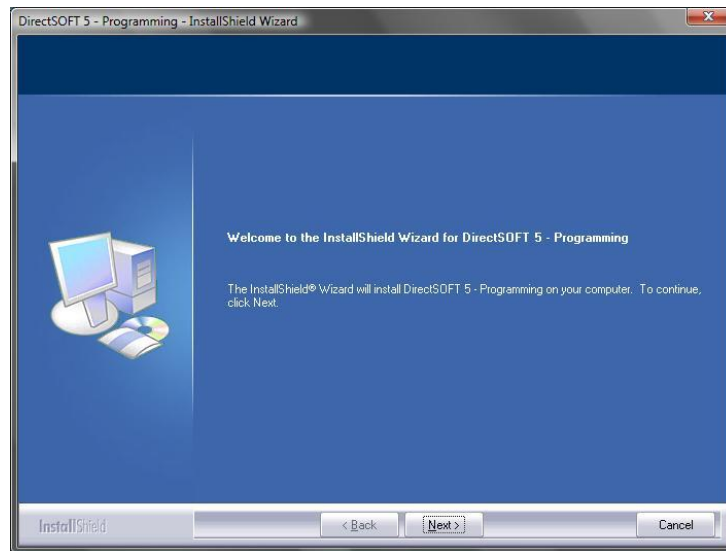 DirectSOFT 5 - Programming - InstallShield Wizard
Welcome to the InstallShield Wizard for DirectSOFT 5 - Programming
The InstallShield® Wizard will install DirectSOFT 5 - Programming on your computer. To continue,
click Next.
InstallShield
< Back
Next >
Cancel